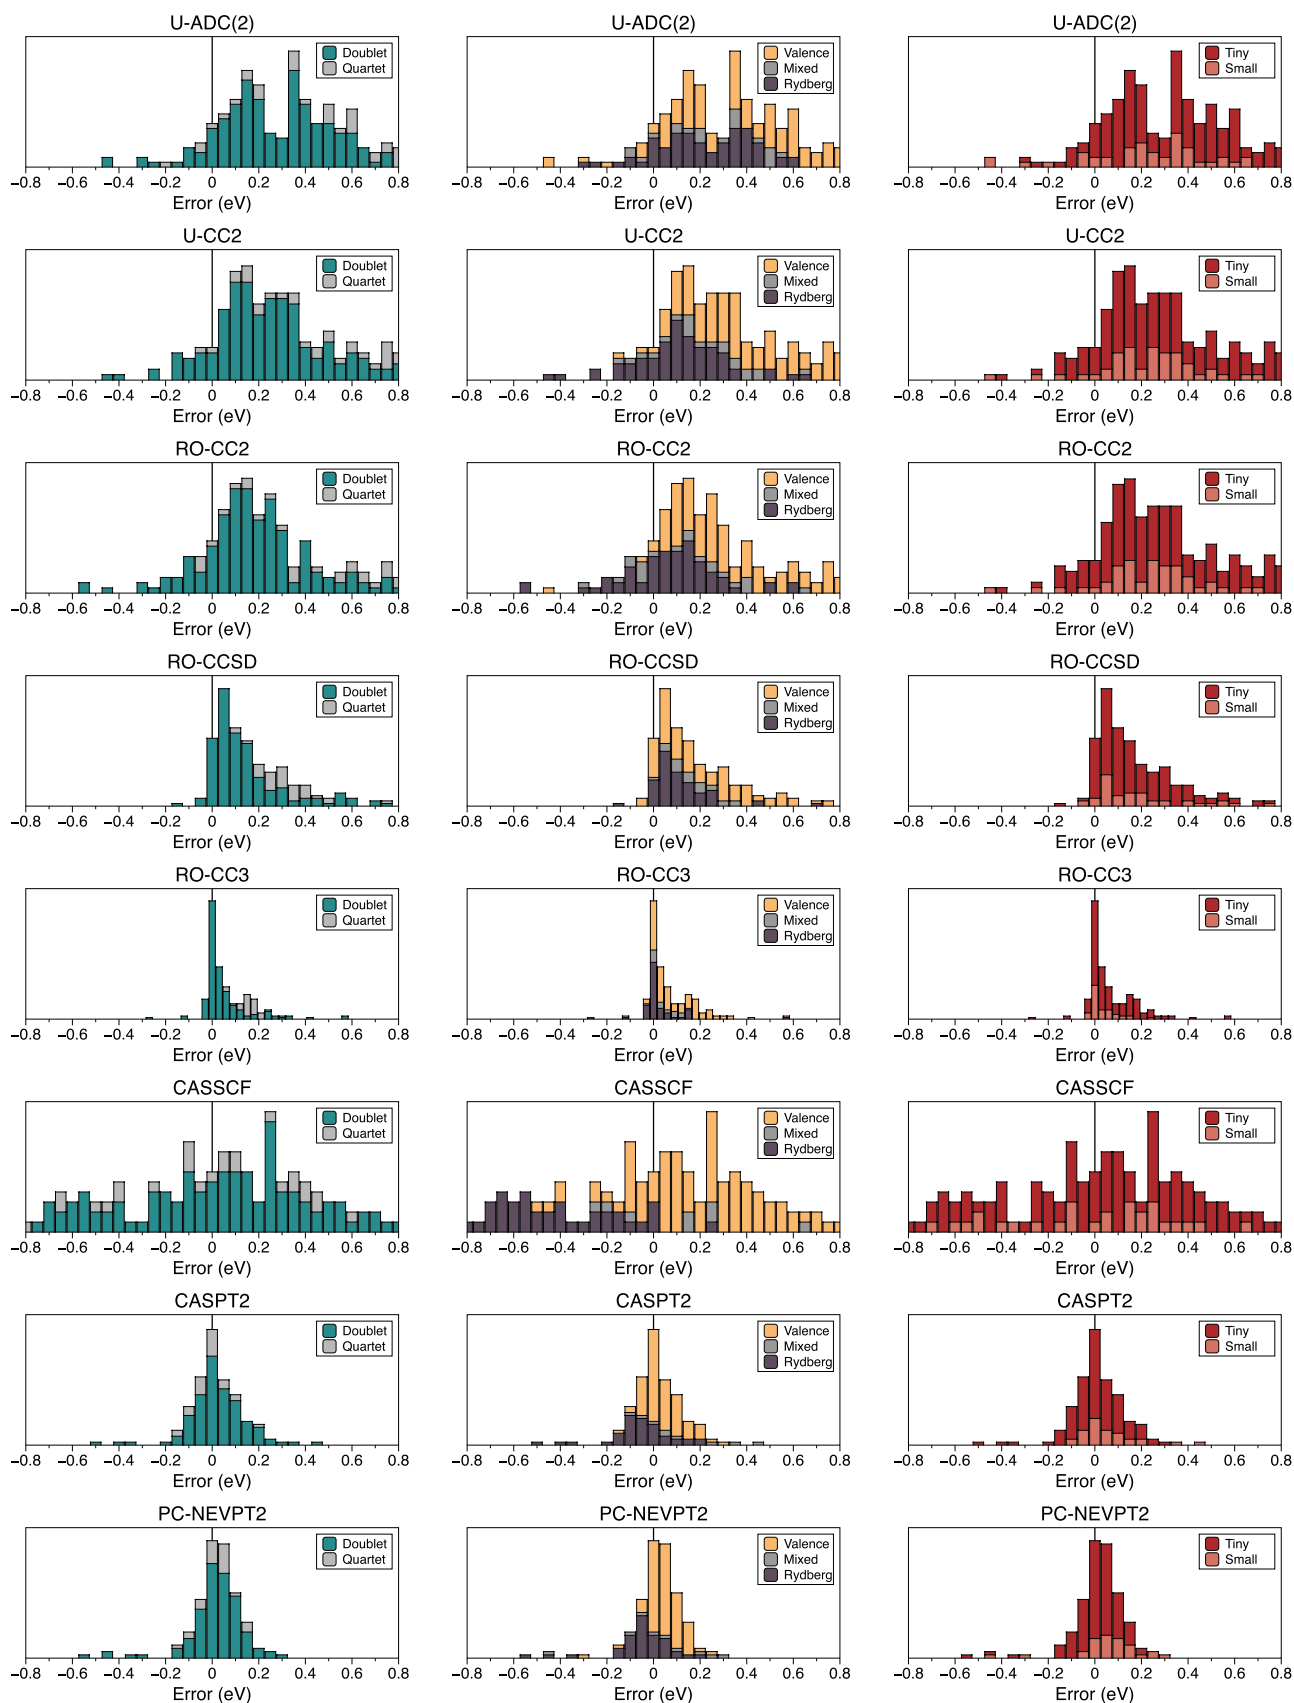 U-ADC(2) U-ADC(2) U-ADC(2)
Doublet Valence Tiny
Quartet Mixed Small
Rydberg
−0.8 −0.6 −0.4 −0.2 0 0.2 0.4 0.6 0.8 −0.8 −0.6 −0.4 −0.2 0 0.2 0.4 0.6 0.8 −0.8 −0.6 −0.4 −0.2 0 0.2 0.4 0.6 0.8
Error (eV) Error (eV) Error (eV)
U-CC2 U-CC2 U-CC2
Doublet Valence Tiny
Quartet Mixed Small
Rydberg
−0.8 −0.6 −0.4 −0.2 0 0.2 0.4 0.6 0.8 −0.8 −0.6 −0.4 −0.2 0 0.2 0.4 0.6 0.8 −0.8 −0.6 −0.4 −0.2 0 0.2 0.4 0.6 0.8
Error (eV) Error (eV) Error (eV)
RO-CC2 RO-CC2 RO-CC2
Doublet Valence Tiny
Quartet Mixed Small
Rydberg
−0.8 −0.6 −0.4 −0.2 0 0.2 0.4 0.6 0.8 −0.8 −0.6 −0.4 −0.2 0 0.2 0.4 0.6 0.8 −0.8 −0.6 −0.4 −0.2 0 0.2 0.4 0.6 0.8
Error (eV) Error (eV) Error (eV)
RO-CCSD RO-CCSD RO-CCSD
Doublet Valence Tiny
Quartet Mixed Small
Rydberg
−0.8 −0.6 −0.4 −0.2 0 0.2 0.4 0.6 0.8 −0.8 −0.6 −0.4 −0.2 0 0.2 0.4 0.6 0.8 −0.8 −0.6 −0.4 −0.2 0 0.2 0.4 0.6 0.8
Error (eV) Error (eV) Error (eV)
RO-CC3 RO-CC3 RO-CC3
Doublet Valence Tiny
Quartet Mixed Small
Rydberg
−0.8 −0.6 −0.4 −0.2 0 0.2 0.4 0.6 0.8 −0.8 −0.6 −0.4 −0.2 0 0.2 0.4 0.6 0.8 −0.8 −0.6 −0.4 −0.2 0 0.2 0.4 0.6 0.8
Error (eV) Error (eV) Error (eV)
CASSCF CASSCF CASSCF
Doublet Valence Tiny
Quartet Mixed Small
Rydberg
−0.8 −0.6 −0.4 −0.2 0 0.2 0.4 0.6 0.8 −0.8 −0.6 −0.4 −0.2 0 0.2 0.4 0.6 0.8 −0.8 −0.6 −0.4 −0.2 0 0.2 0.4 0.6 0.8
Error (eV) Error (eV) Error (eV)
CASPT2 CASPT2 CASPT2
Doublet Valence Tiny
Quartet Mixed Small
Rydberg
−0.8 −0.6 −0.4 −0.2 0 0.2 0.4 0.6 0.8 −0.8 −0.6 −0.4 −0.2 0 0.2 0.4 0.6 0.8 −0.8 −0.6 −0.4 −0.2 0 0.2 0.4 0.6 0.8
Error (eV) Error (eV) Error (eV)
PC-NEVPT2 PC-NEVPT2 PC-NEVPT2
Doublet Valence Tiny
Quartet Mixed Small
Rydberg
−0.8 −0.6 −0.4 −0.2 0 0.2 0.4 0.6 0.8 −0.8 −0.6 −0.4 −0.2 0 0.2 0.4 0.6 0.8 −0.8 −0.6 −0.4 −0.2 0 0.2 0.4 0.6 0.8
Error (eV) Error (eV) Error (eV)